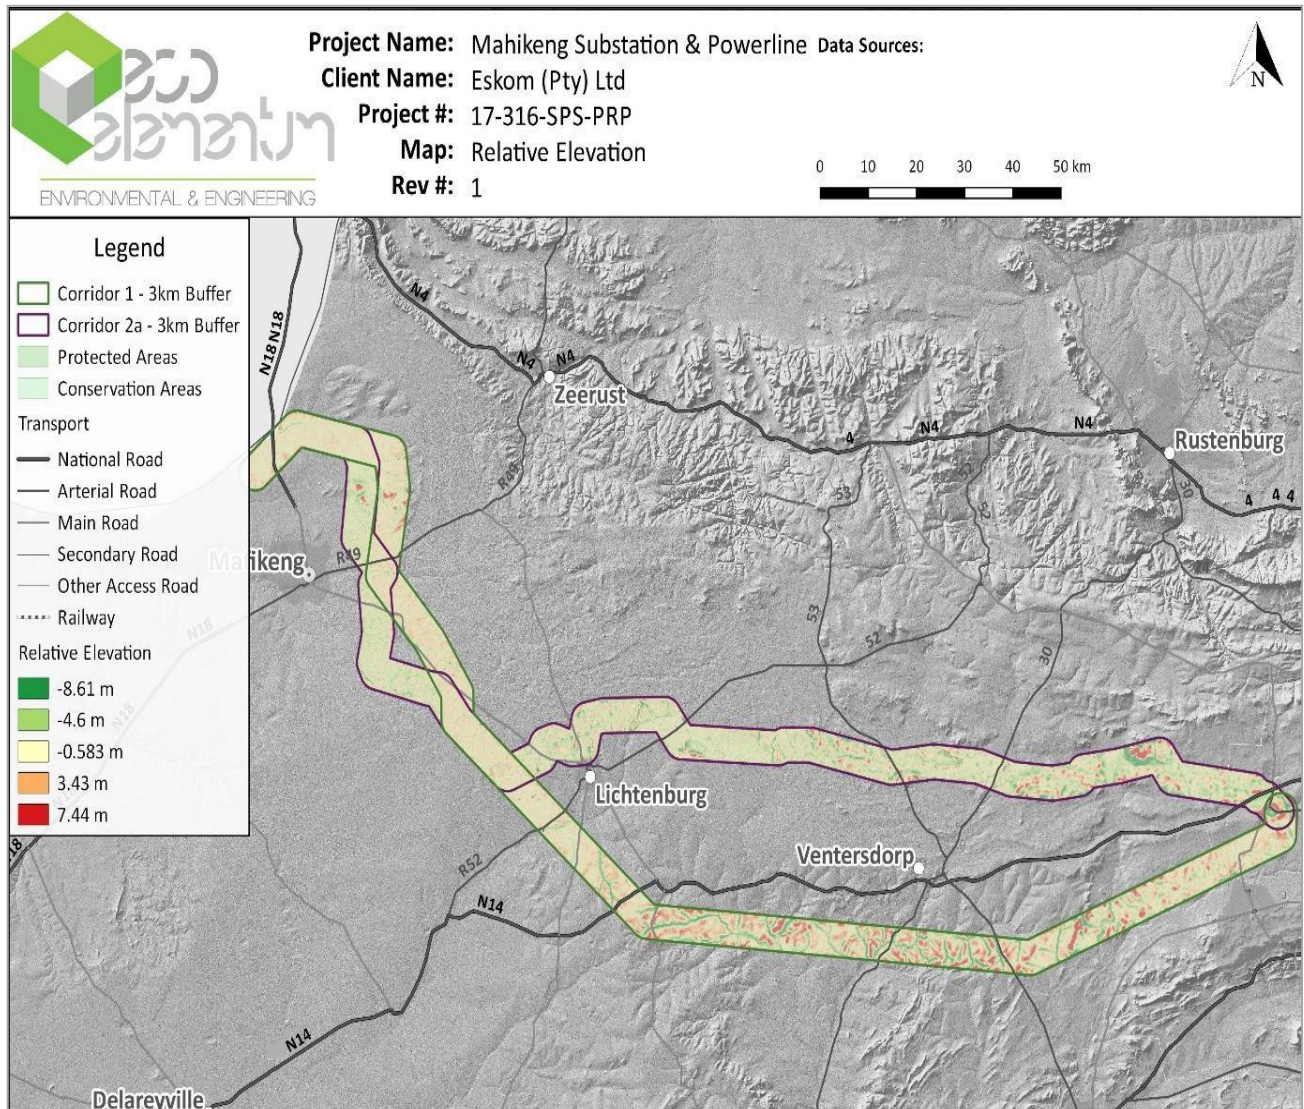 eco
elementum
ENVIRONMENTAL & ENGINEERING
Project Name: Mahikeng Substation & Powerline
Client Name: Eskom (Pty) Ltd
Project #: 17-316-SPS-PRP
Map: Relative Elevation
Rev #: 1
Data Sources:
N
0 10 20 30 40 50 km
Legend
Corridor 1 - 3km Buffer
Corridor 2a - 3km Buffer
Protected Areas
Conservation Areas
Transport
National Road
Arterial Road
Main Road
Secondary Road
Other Access Road
Railway
Relative Elevation
-8.61 m
-4.6 m
-0.583 m
3.43 m
7.44 m
N18 N18
N4
N4 N4
Zeerust
4
N4
N4
Rustenburg
30
4 4 4
R49
53
52
52
Mafikeng
R49
N18
N18
53
52
30
Lichtenburg
Ventersdorp
R52
N14
N14
Delareyville